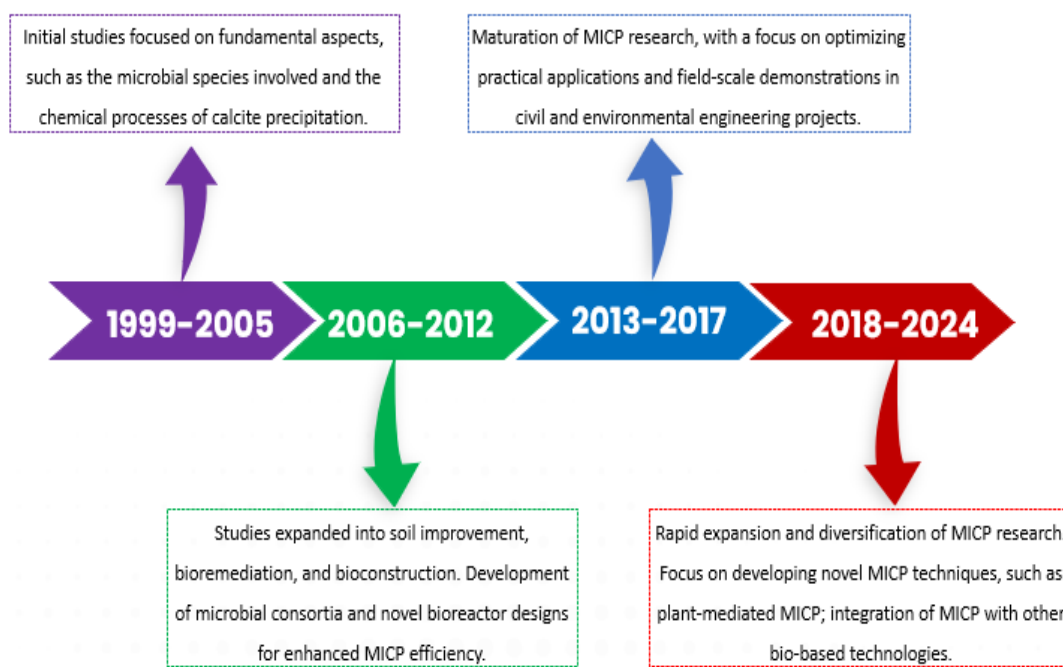 Initial studies focused on fundamental aspects,
such as the microbial species involved and the
chemical processes of calcite precipitation.
Maturation of MICP research, with a focus on optimizing
practical applications and field-scale demonstrations in
civil and environmental engineering projects.
1999-2005
2006-2012
2013-2017
2018-2024
Studies expanded into soil improvement,
bioremediation, and bioconstruction. Development
of microbial consortia and novel bioreactor designs
for enhanced MICP efficiency.
Rapid expansion and diversification of MICP research.
Focus on developing novel MICP techniques, such as
plant-mediated MICP; integration of MICP with other
bio-based technologies.